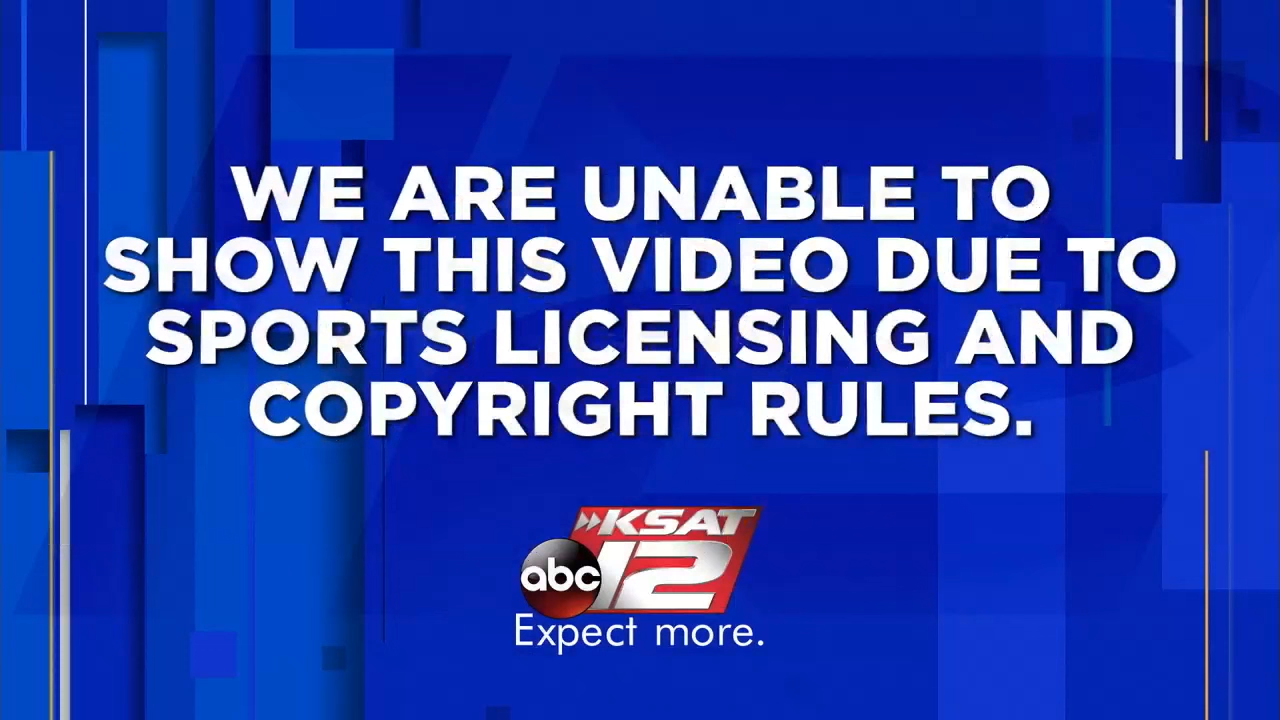 WE ARE UNABLE TO
SHOW THIS VIDEO DUE TO
SPORTS LICENSING AND
COPYRIGHT RULES.
KSAT
abc 12
Expect more.